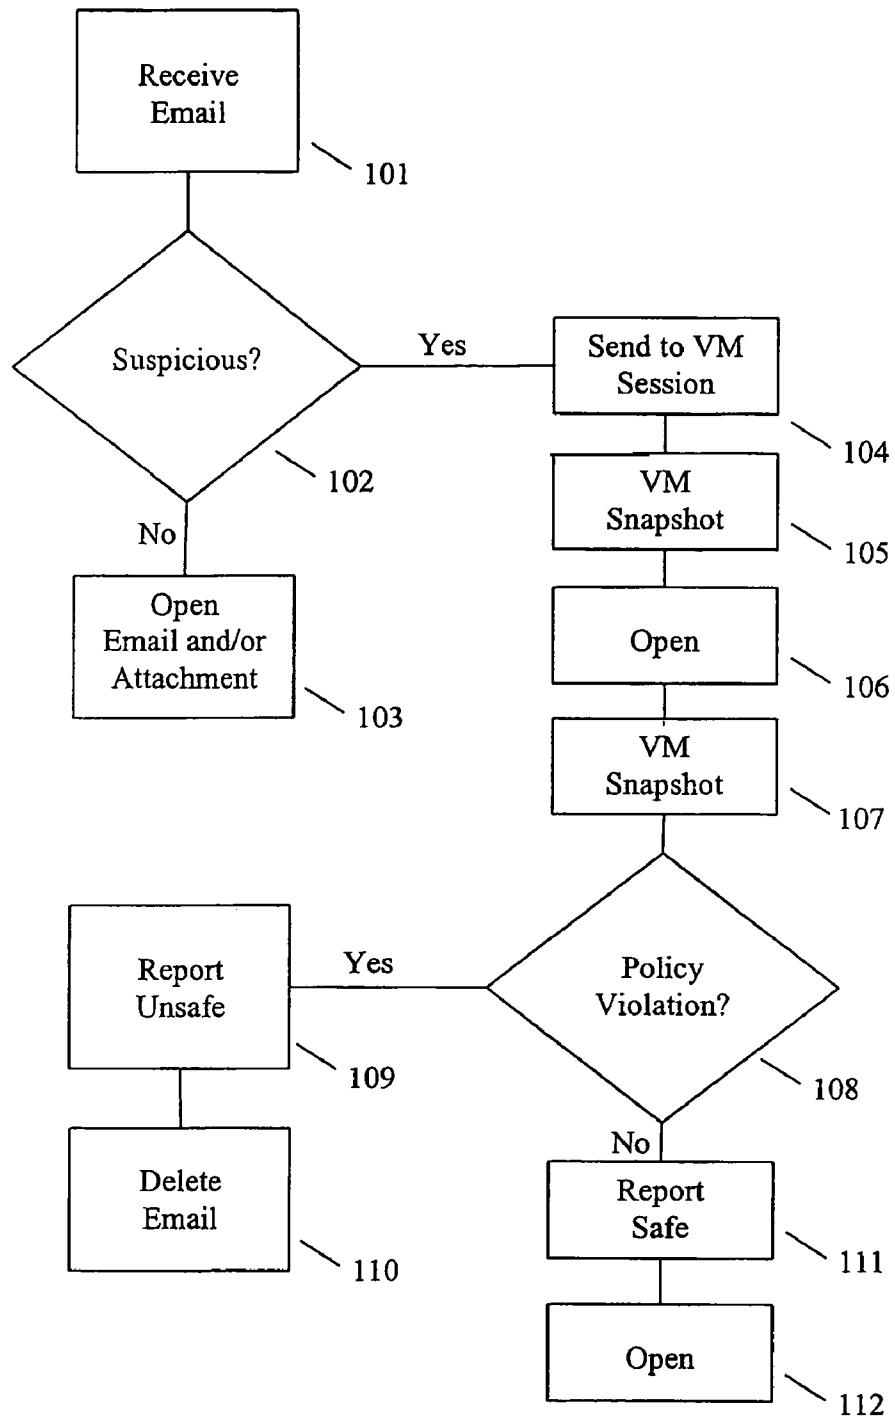 Receive
Email
101
Suspicious?
Yes
Send to VM
Session
104
102
VM
Snapshot
105
No
Open
Email and/or
Attachment
103
Open
106
VM
Snapshot
107
Policy
Violation?
108
Yes
Report
Unsafe
109
Delete
Email
110
No
Report
Safe
111
Open
112